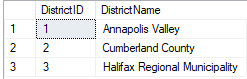 DistrictID DistrictName
1 1 Annapolis Valley
2 2 Cumberland County
3 3 Halifax Regional Municipality